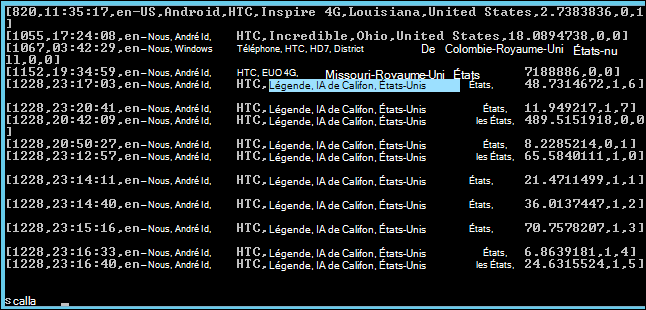 [820,11:35:17,en-US,Android,HTC,Inspire 4G,Louisiana,United States,2.7383836,0,1
]
[1055,17:24:08,en-Nous, André Id, HTC,Incredible,Ohio,United States,18.0894738,0,0]
[1067,03:42:29,en-Nous, Windows Téléphone, HTC, HD7, District De Colombie-Royaume-Uni États-nu
ll,0,0]
[1152,19:34:59,en-Nous, André Id, HTC, EUO 4G, Missouri-Royaume-Uni États 7188886,0,0]
[1228,23:17:03,en-Nous, André Id, HTC,Légende, IA de Califon, États-Unis États, 48.7314672,1,6]
[1228,23:20:41,en-Nous, André Id, HTC,Légende, IA de Califon, États-Unis États, 11.949217,1,7]
[1228,20:42:09,en-Nous, André Id, HTC,Légende, IA de Califon, États-Unis les États, 489.5151918,0,0
]
[1228,20:50:27,en-Nous, André Id, HTC,Légende, IA de Califon, États-Unis États, 8.2285214,0,1]
[1228,23:12:57,en-Nous, André Id, HTC,Légende, IA de Califon, États-Unis les États, 65.5840111,1,0]
[1228,23:14:11,en-Nous, André Id, HTC,Légende, IA de Califon, États-Unis États, 21.4711499,1,1]
[1228,23:14:40,en-Nous, André Id, HTC,Légende, IA de Califon, États-Unis États, 36.0137447,1,2]
[1228,23:15:16,en-Nous, André Id, HTC,Légende, IA de Califon, États-Unis États, 70.7578207,1,3]
[1228,23:16:33,en-Nous, André Id, HTC,Légende, IA de Califon, États-Unis États, 6.8639181,1,4]
[1228,23:16:40,en-Nous, André Id, HTC,Légende, IA de Califon, États-Unis les États, 24.6315524,1,5]
s calla